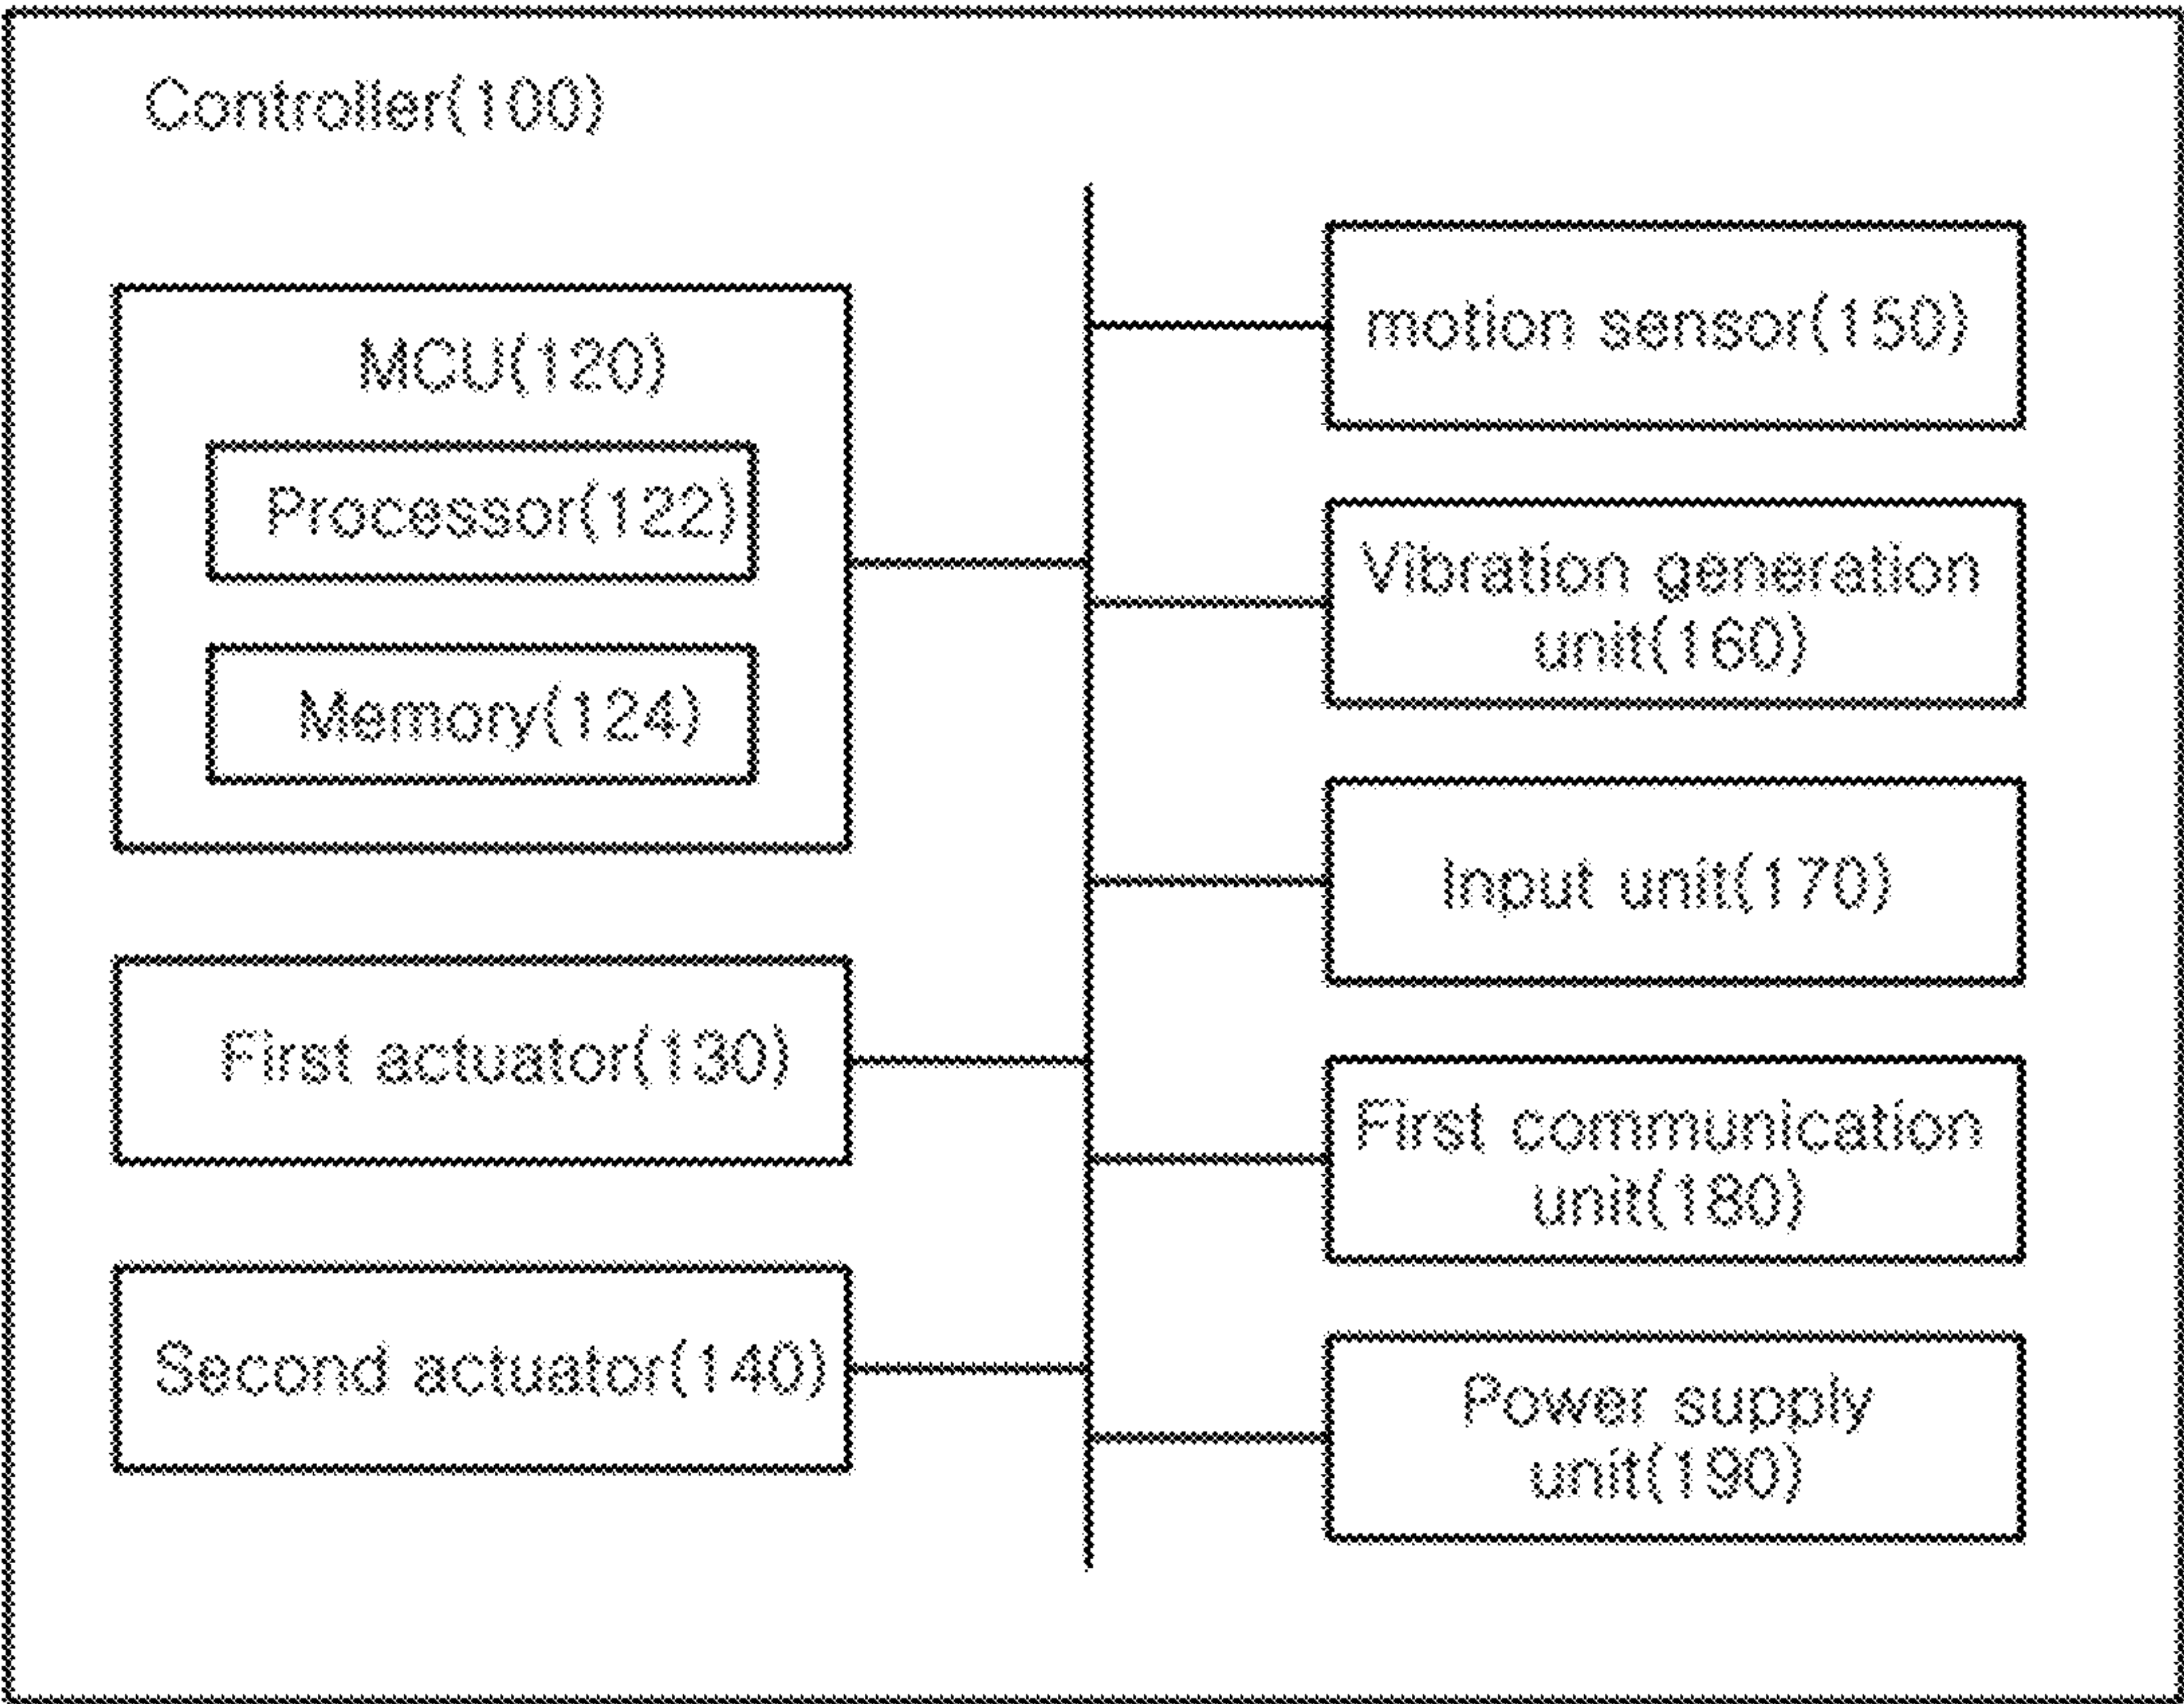 Controller(100)
MCU(120)
Processor(122)
Memory(124)
First actuator(130)
Second actuator(140)
motion sensor(150)
Vibration generation
unit(160)
Input unit(170)
First communication
unit(180)
Power supply
unit(190)